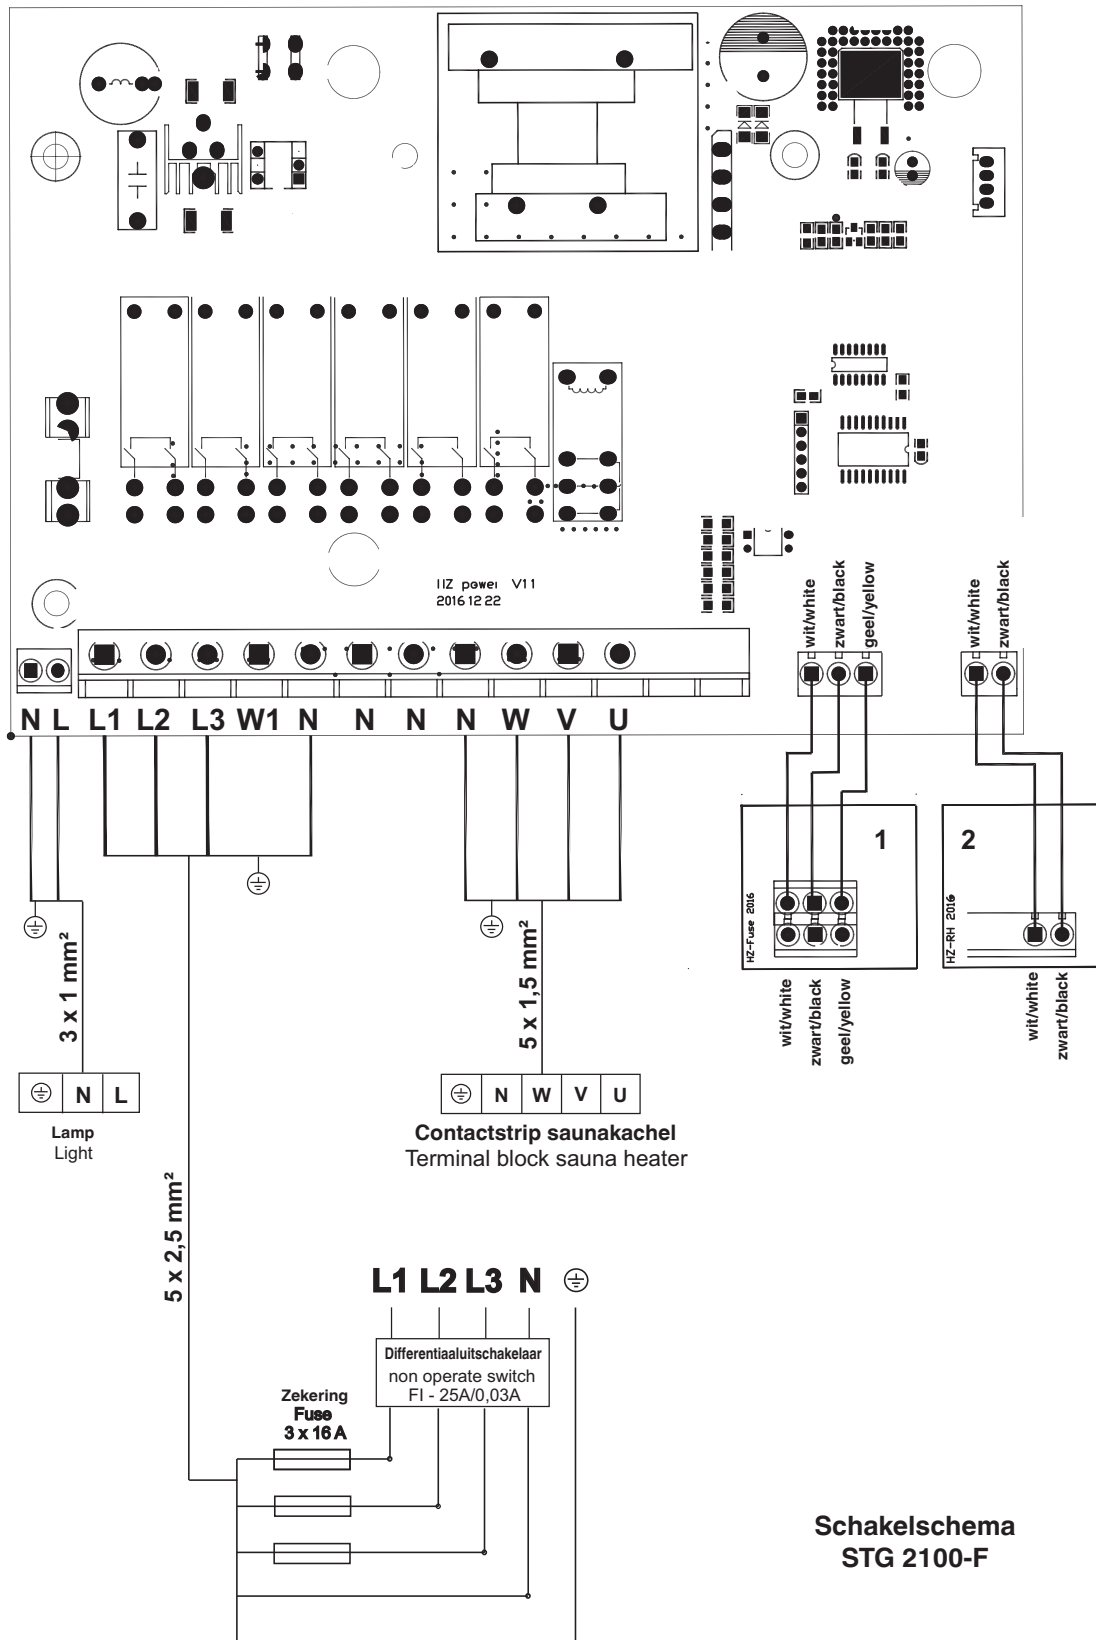 IIZ power V11
2016 12 22
wit/white
zwart/black
geel/yellow
wit/white
zwart/black
N L L1 L2 L3 W1 N N N N W V U
1
2
HZ-Fuse 2016
HZ-RH 2016
wit/white
zwart/black
geel/yellow
wit/white
zwart/black
3 x 1 mm²
5 x 1,5 mm²
N L
Lamp
Light
N W V U
Contactstrip saunakachel
Terminal block sauna heater
5 x 2,5 mm²
L1 L2 L3 N
Differentiaaluitschakelaar
non operate switch
FI - 25A/0,03A
Zekering
Fuse
3 x 16 A
Schakelschema
STG 2100-F